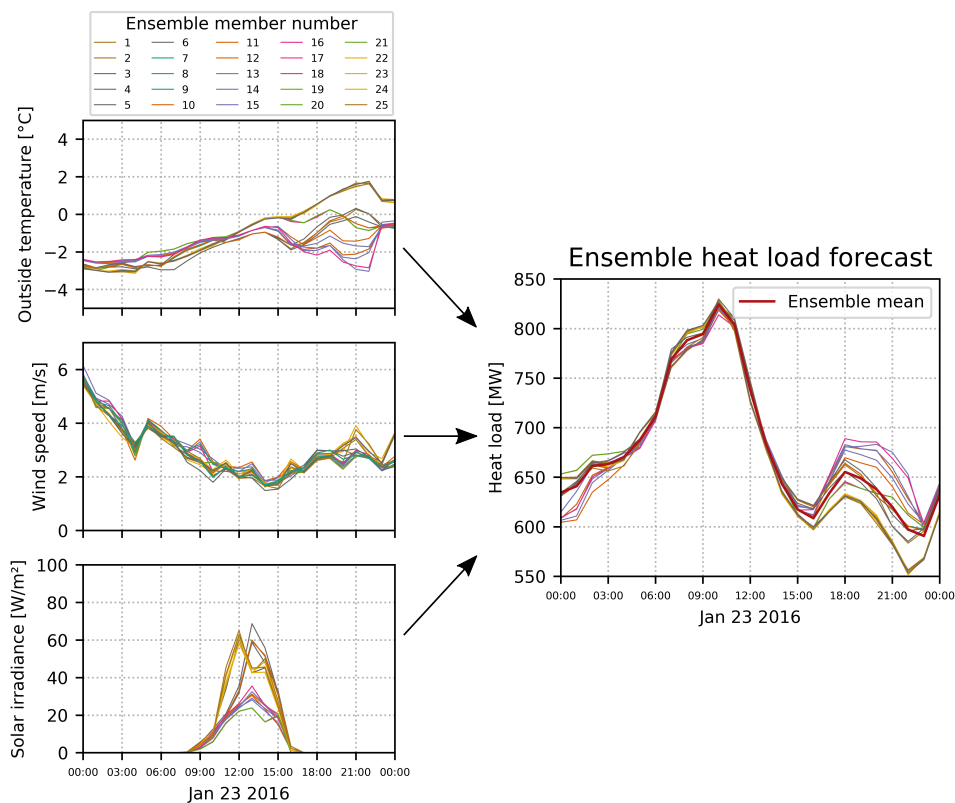 Ensemble member number
1 6 11 16 21
2 7 12 17 22
3 8 13 18 23
4 9 14 19 24
5 10 15 20 25
Outside temperature [°C]
4
2
0
−2
−4
Wind speed [m/s]
6
4
2
0
Solar irradiance [W/m²]
100
80
60
40
20
0
00:00 03:00 06:00 09:00 12:00 15:00 18:00 21:00 00:00
Jan 23 2016
Ensemble heat load forecast
Ensemble mean
Heat load [MW]
850
800
750
700
650
600
550
00:00 03:00 06:00 09:00 12:00 15:00 18:00 21:00 00:00
Jan 23 2016